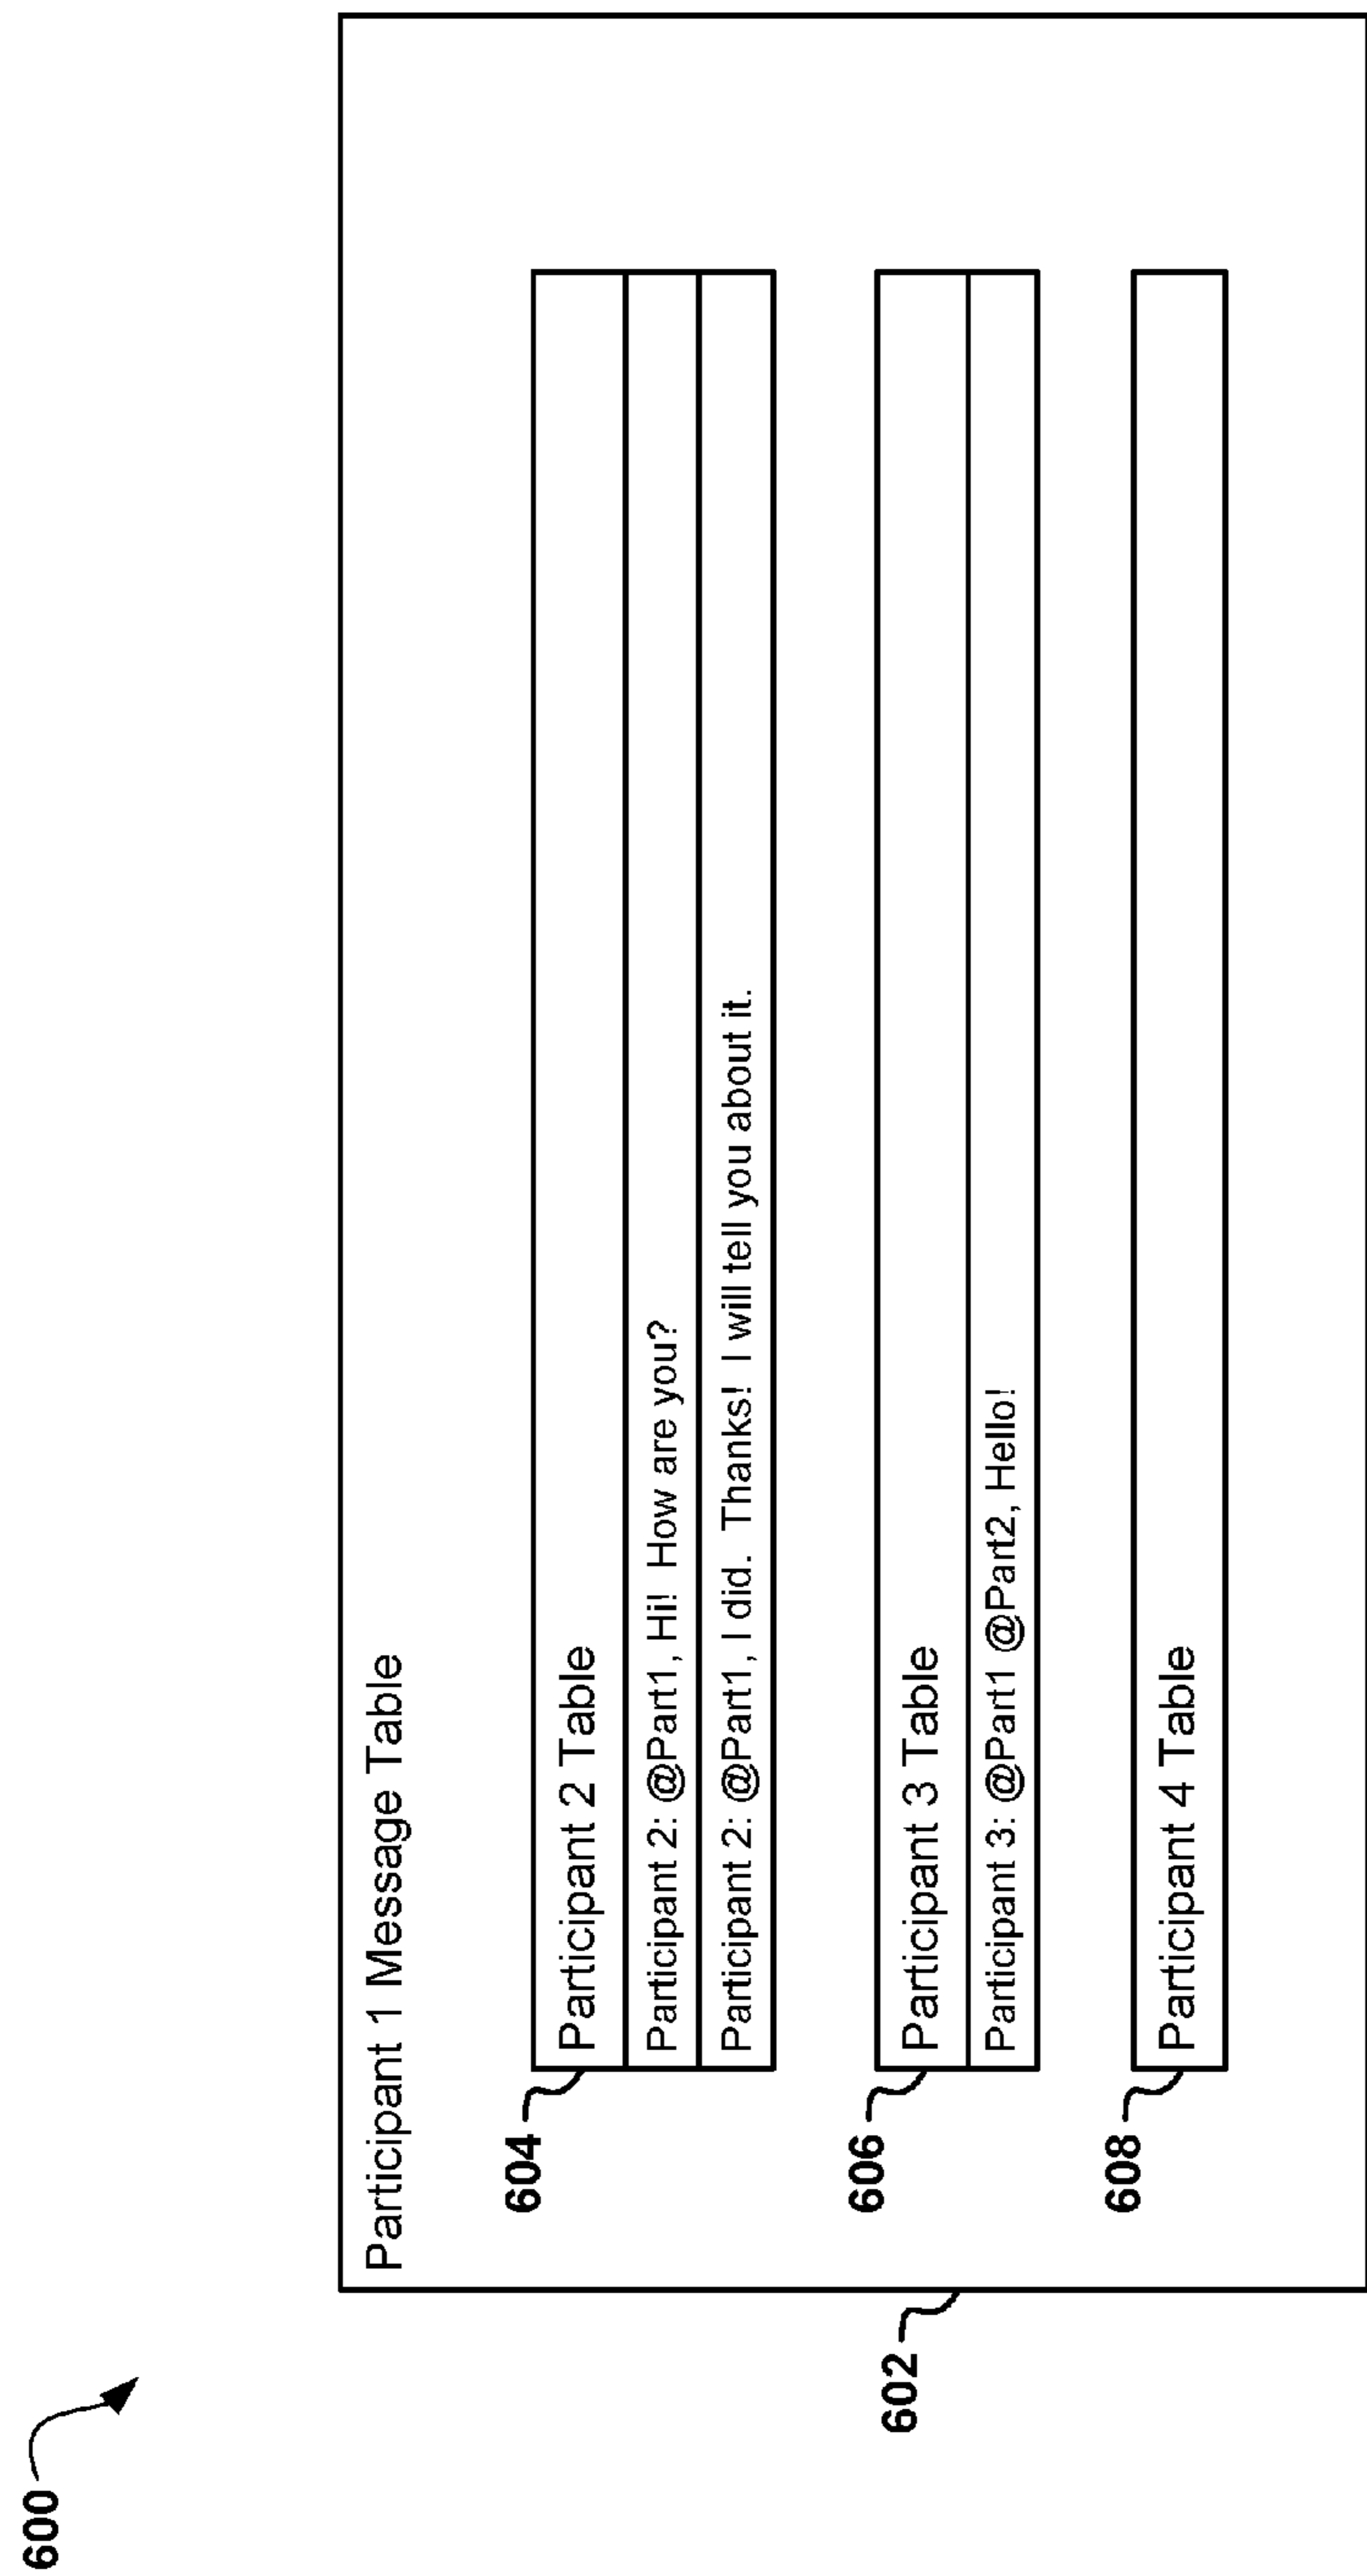 600
Participant 1 Message Table
604
Participant 2 Table
Participant 2: @Part1, Hi!  How are you?
Participant 2: @Part1, I did.  Thanks!  I will tell you about it.
606
Participant 3 Table
Participant 3: @Part1 @Part2, Hello!
608
Participant 4 Table
602